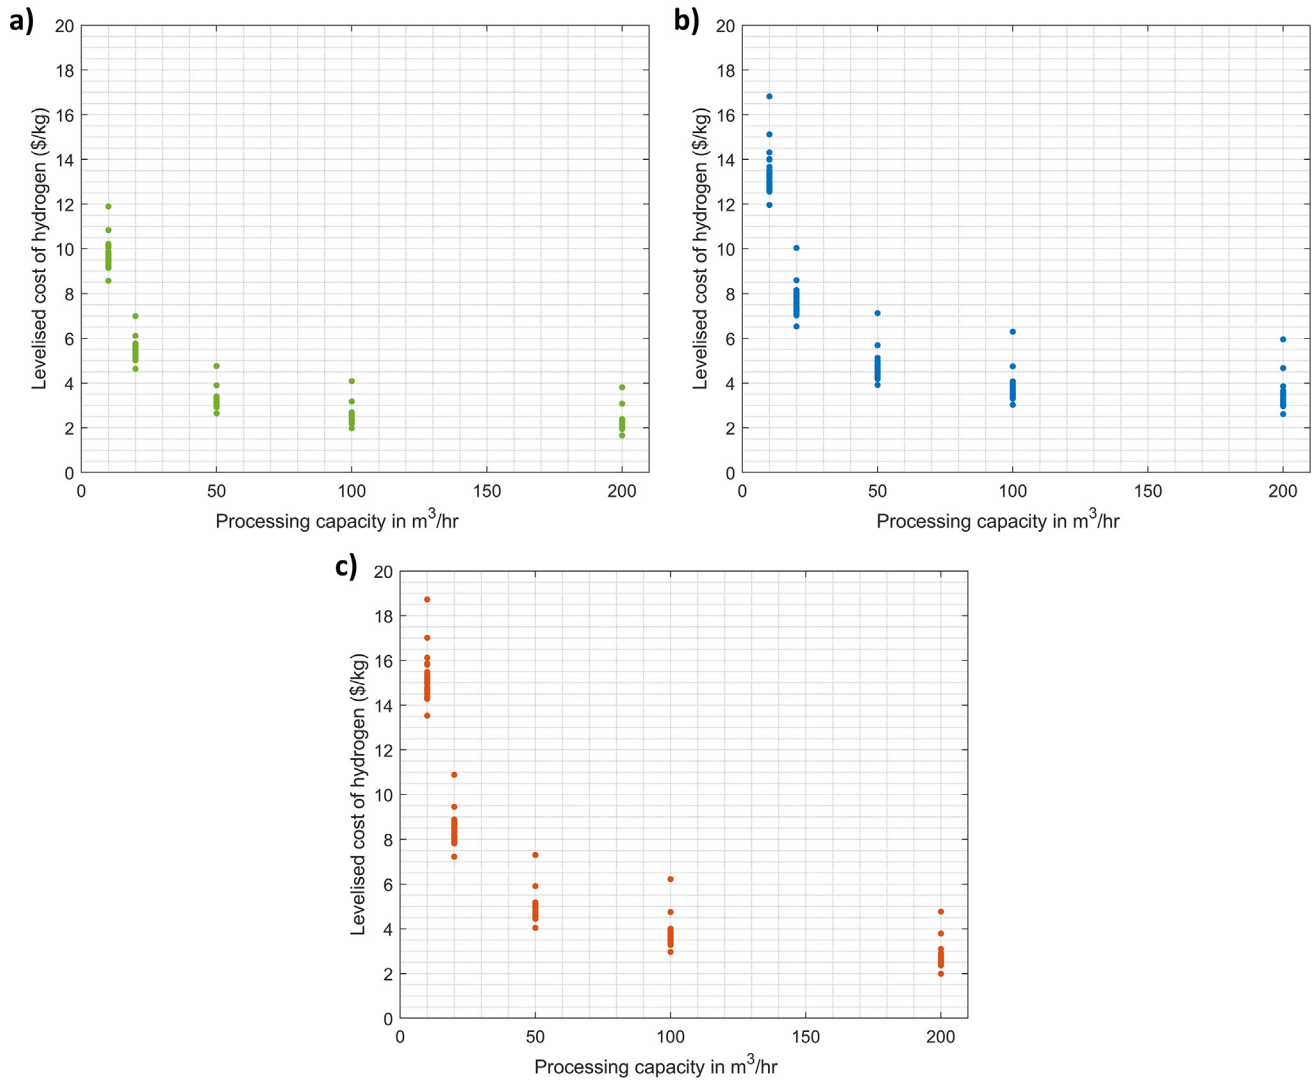 a)
20
18
16
14
12
10
8
6
4
2
0
Levelised cost of hydrogen ($/kg)
0 50 100 150 200
Processing capacity in m³/hr
b)
20
18
16
14
12
10
8
6
4
2
0
Levelised cost of hydrogen ($/kg)
0 50 100 150 200
Processing capacity in m³/hr
c)
20
18
16
14
12
10
8
6
4
2
0
Levelised cost of hydrogen ($/kg)
0 50 100 150 200
Processing capacity in m³/hr